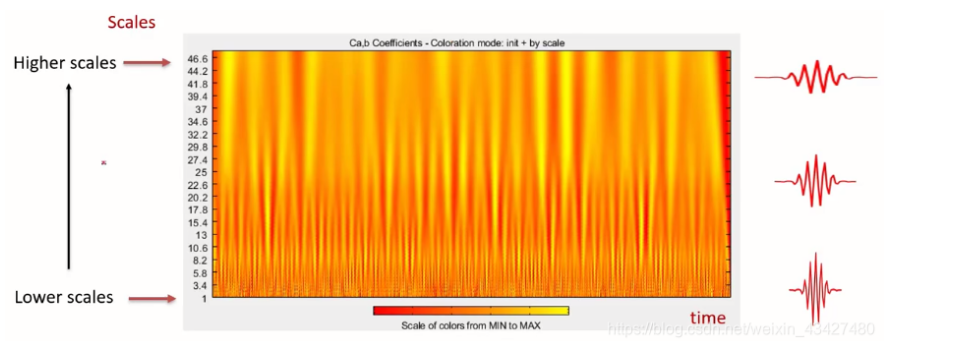 Scales
Higher scales
Lower scales
Ca,b Coefficients - Coloration mode: init + by scale
46.6
44.2
41.8
39.4
37
34.6
32.2
29.8
27.4
25
22.6
20.2
17.8
15.4
13
10.6
8.2
5.8
3.4
1
time
Scale of colors from MIN to MAX
https://blog.csdn.net/weixin_43427480